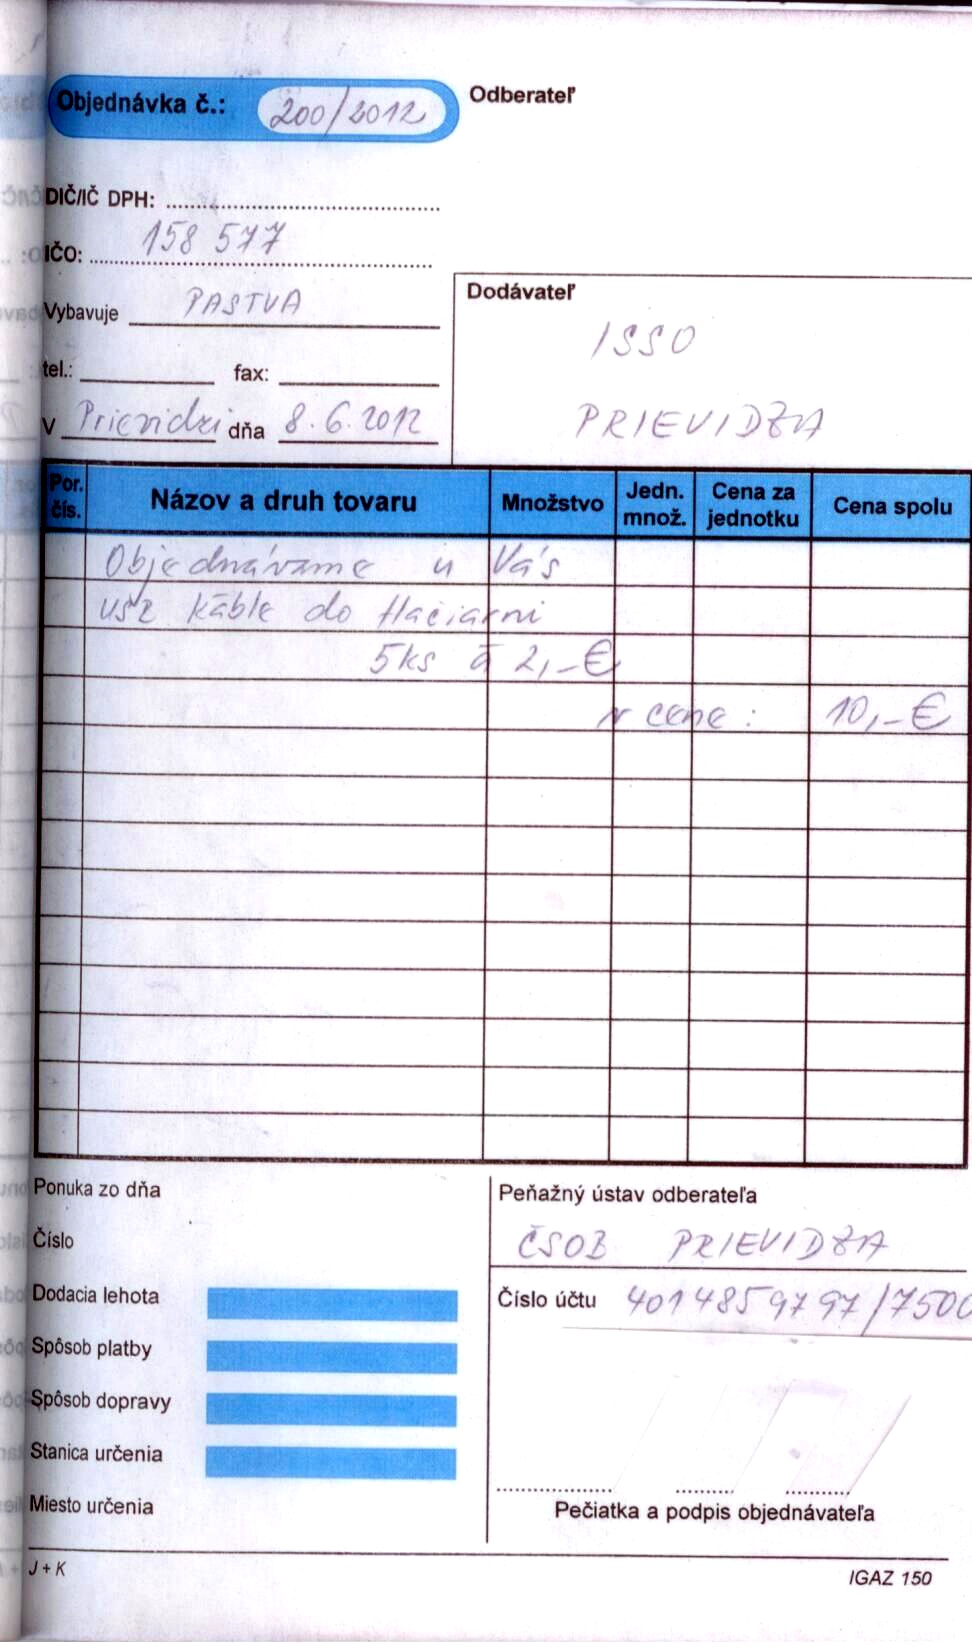 Objednávka č.: 200/2012
Odberateľ
DIČ/IČ DPH:
IČO: 158 577
Vybavuje PASTVA
tel.: fax:
V Prievidzi dňa 8.6.2012
Dodávateľ
ISSO
PRIEVIDZA
Por. čís. Názov a druh tovaru Množstvo Jedn. množ. Cena za jednotku Cena spolu
Objednávame u Vás
USB káble do tlačiarni
5ks á 2,-€
v cene: 10,-€
Ponuka zo dňa
Číslo
Dodacia lehota
Spôsob platby
Spôsob dopravy
Stanica určenia
Miesto určenia
Peňažný ústav odberateľa
ČSOB PRIEVIDZA
Číslo účtu 4014859797/7500
Pečiatka a podpis objednávateľa
J + K
IGAZ 150